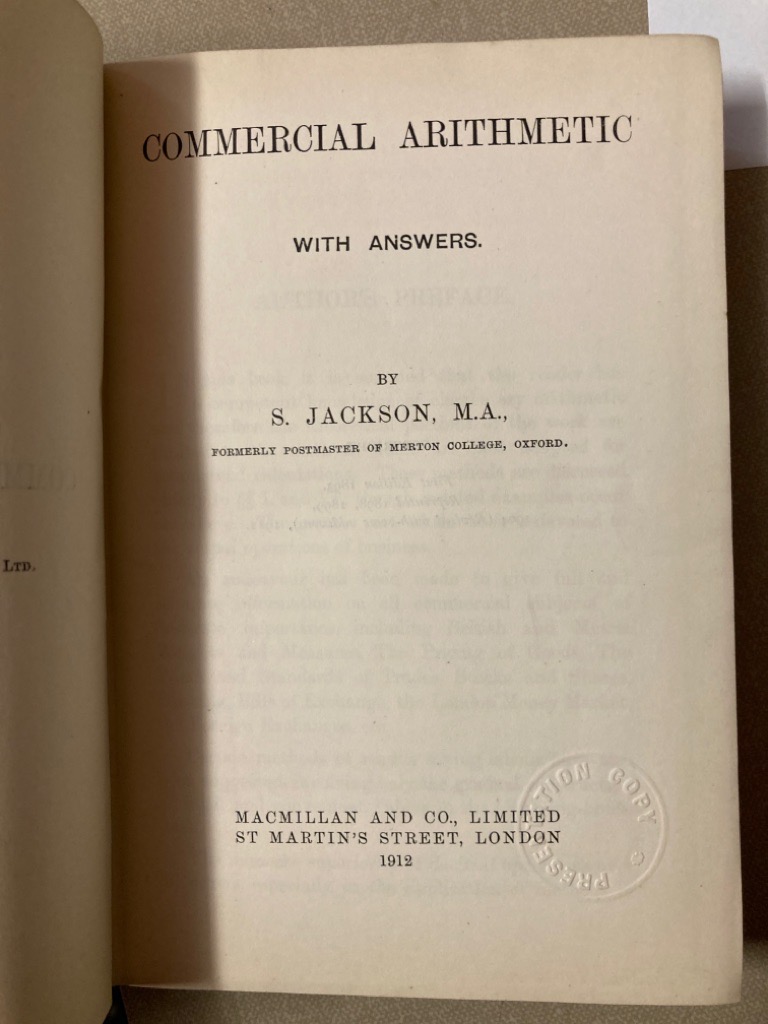 COMMERCIAL ARITHMETIC
WITH ANSWERS.
BY
S. JACKSON, M.A.,
FORMERLY POSTMASTER OF MERTON COLLEGE, OXFORD.
LTD.
MACMILLAN AND CO., LIMITED
ST MARTIN'S STREET, LONDON
1912
PRESENTATION COPY